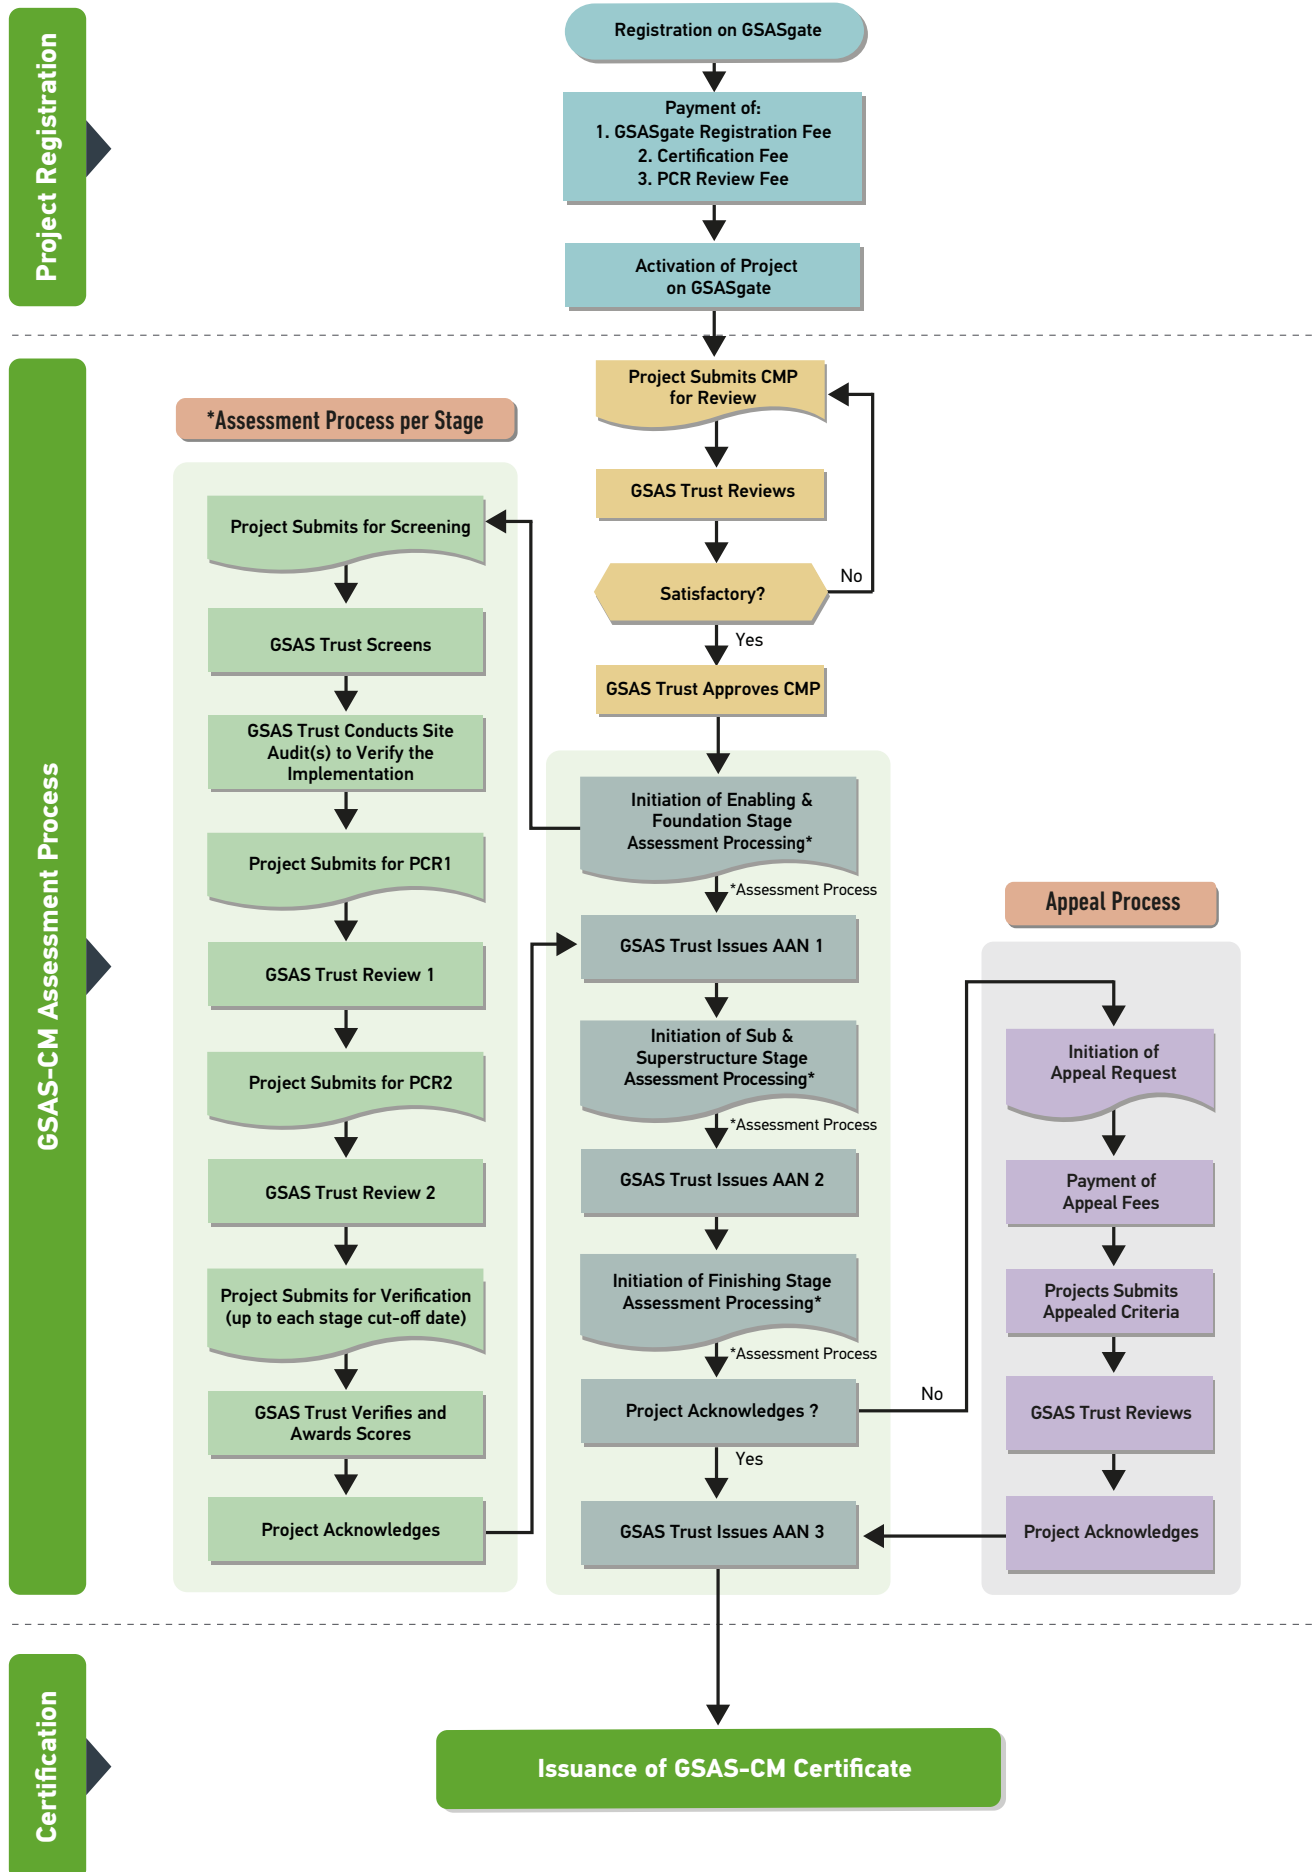 Project Registration
Registration on GSASgate
Payment of:
1. GSASgate Registration Fee
2. Certification Fee
3. PCR Review Fee
Activation of Project
on GSASgate
GSAS-CM Assessment Process
Project Submits CMP
for Review
GSAS Trust Reviews
Satisfactory?
No
Yes
GSAS Trust Approves CMP
*Assessment Process per Stage
Project Submits for Screening
GSAS Trust Screens
GSAS Trust Conducts Site
Audit(s) to Verify the
Implementation
Project Submits for PCR1
GSAS Trust Review 1
Project Submits for PCR2
GSAS Trust Review 2
Project Submits for Verification
(up to each stage cut-off date)
GSAS Trust Verifies and
Awards Scores
Project Acknowledges
Initiation of Enabling &
Foundation Stage
Assessment Processing*
*Assessment Process
GSAS Trust Issues AAN 1
Initiation of Sub &
Superstructure Stage
Assessment Processing*
*Assessment Process
GSAS Trust Issues AAN 2
Initiation of Finishing Stage
Assessment Processing*
*Assessment Process
Project Acknowledges ?
No
Yes
GSAS Trust Issues AAN 3
Appeal Process
Initiation of
Appeal Request
Payment of
Appeal Fees
Projects Submits
Appealed Criteria
GSAS Trust Reviews
Project Acknowledges
Certification
Issuance of GSAS-CM Certificate